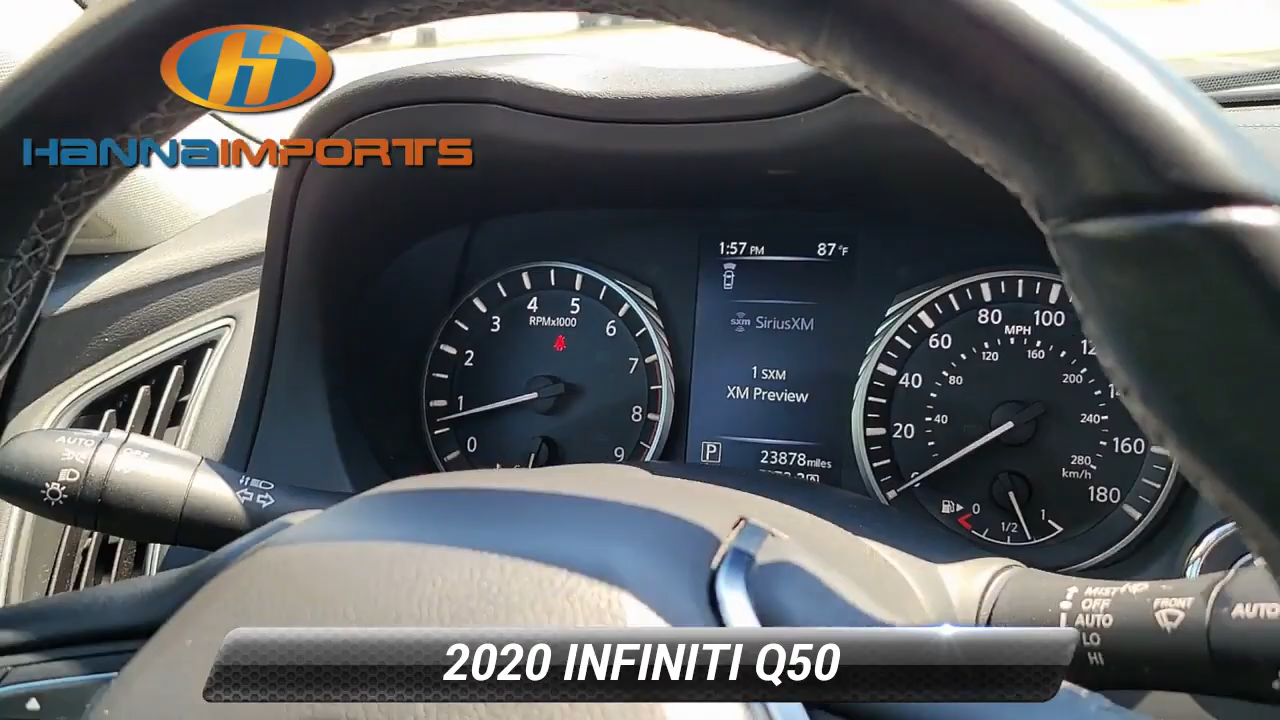 H
HANNAIMPORTS
1:57 PM 87°F
sxm SiriusXM
1 SXM
XM Preview
P 23878 miles
0 1 2 3 4 5 6 7 8 9
RPMx1000
20 40 60 80 100 160 180
MPH
40 80 120 160 200 240 280
km/h
0 1/2 1
AUTO OFF
MIST
OFF
AUTO
LO
HI
FRONT
AUTO
2020 INFINITI Q50